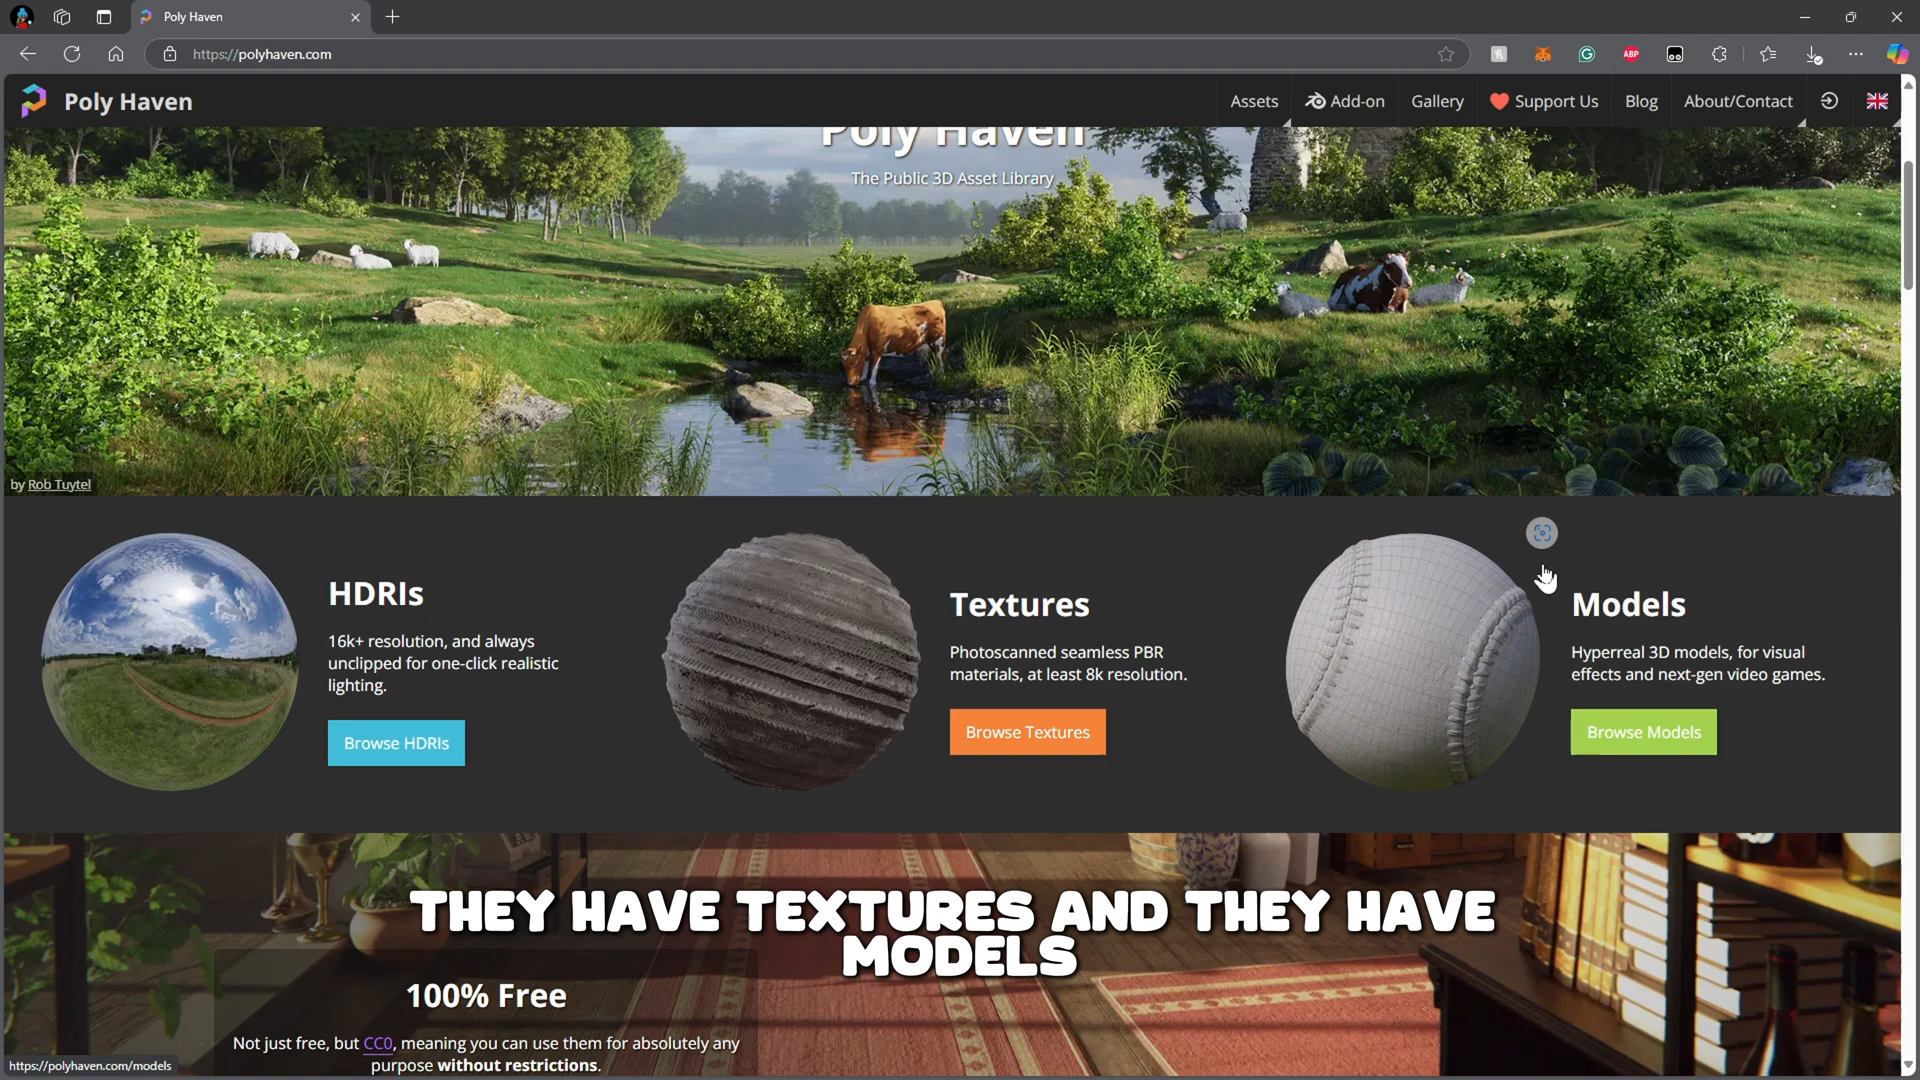 Poly Haven
https://polyhaven.com
ABP
Poly Haven
Assets
Add-on
Gallery
Support Us
Blog
About/Contact
Poly Haven
The Public 3D Asset Library
by Rob Tuytel
HDRIs
16k+ resolution, and always
unclipped for one-click realistic
lighting.
Browse HDRIs
Textures
Photoscanned seamless PBR
materials, at least 8k resolution.
Browse Textures
Models
Hyperreal 3D models, for visual
effects and next-gen video games.
Browse Models
THEY HAVE TEXTURES AND THEY HAVE
MODELS
100% Free
Not just free, but CC0, meaning you can use them for absolutely any
purpose without restrictions.
https://polyhaven.com/models